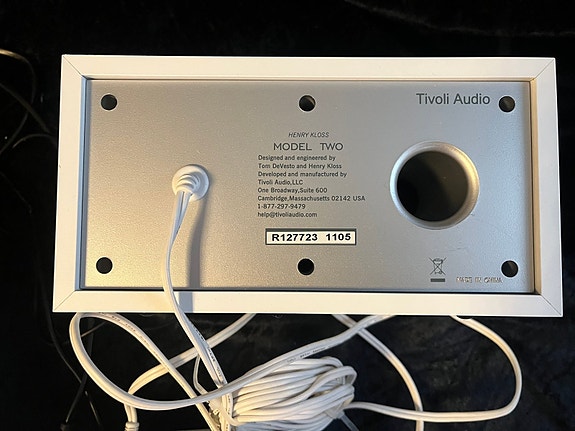 Tivoli Audio
HENRY KLOSS
MODEL TWO
Designed and engineered by
Tom DeVesto and Henry Kloss
Developed and manufactured by
Tivoli Audio,LLC
One Broadway,Suite 600
Cambridge,Massachusetts 02142 USA
1-877-297-9479
help@tivoliaudio.com
R127723 1105
MADE IN CHINA